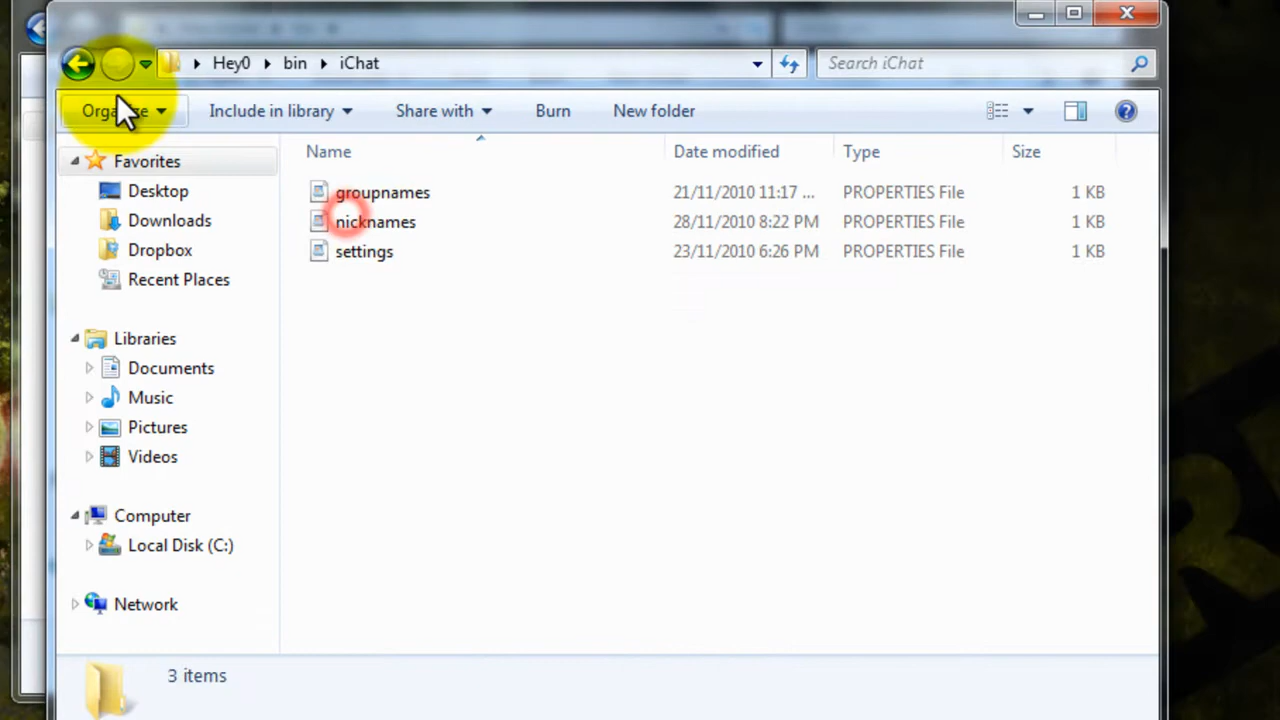 Hey0 bin iChat Search iChat
Organize Include in library Share with Burn New folder
Name Date modified Type Size
groupnames 21/11/2010 11:17 ... PROPERTIES File 1 KB
nicknames 28/11/2010 8:22 PM PROPERTIES File 1 KB
settings 23/11/2010 6:26 PM PROPERTIES File 1 KB
Favorites
Desktop
Downloads
Dropbox
Recent Places
Libraries
Documents
Music
Pictures
Videos
Computer
Local Disk (C:)
Network
3 items